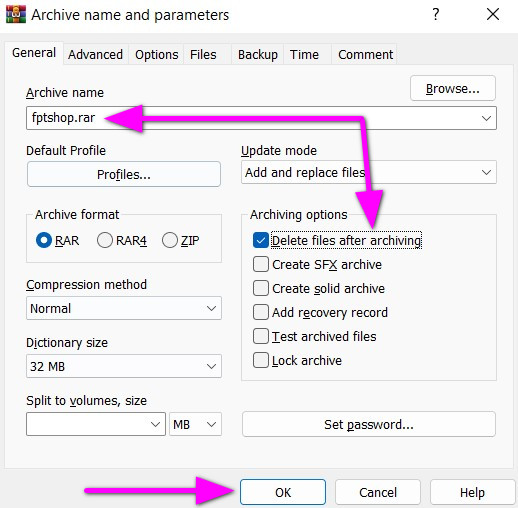 Archive name and parameters
?
General Advanced Options Files Backup Time Comment
Archive name
Browse...
fptshop.rar
Default Profile
Profiles...
Update mode
Add and replace files
Archive format
RAR RAR4 ZIP
Compression method
Normal
Dictionary size
32 MB
Split to volumes, size
MB
Archiving options
Delete files after archiving
Create SFX archive
Create solid archive
Add recovery record
Test archived files
Lock archive
Set password...
OK Cancel Help